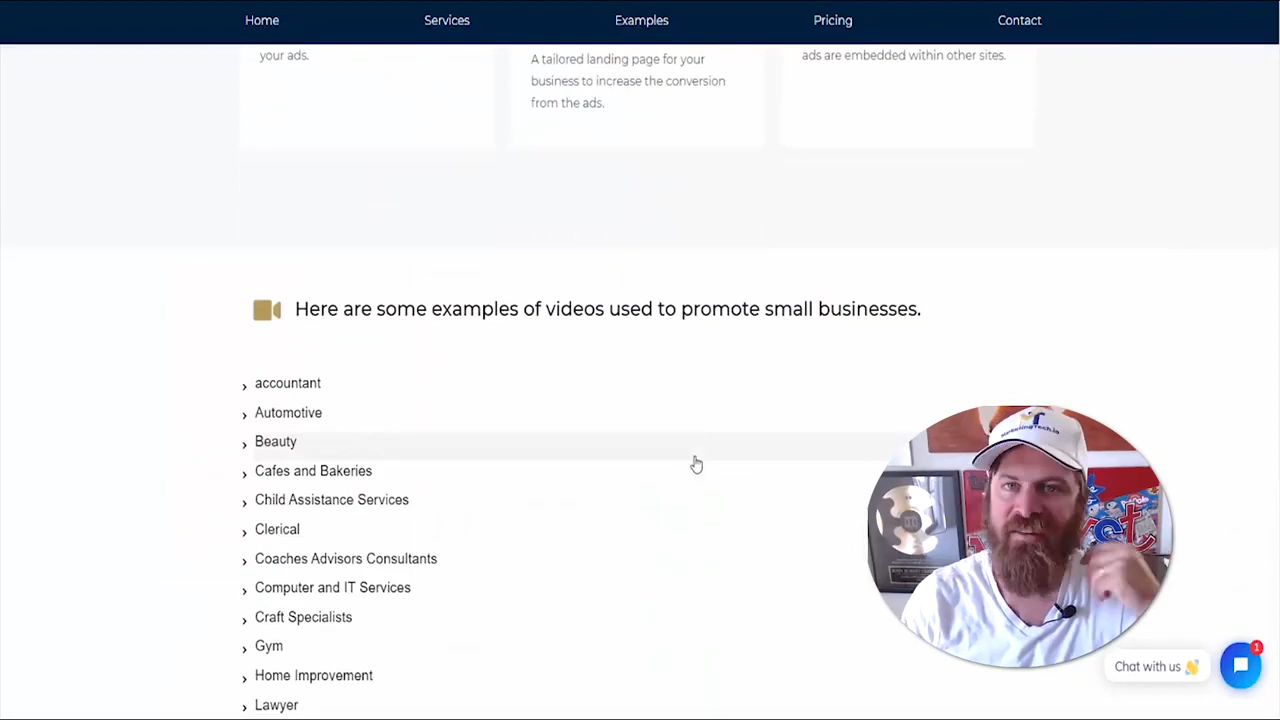 Home Services Examples Pricing Contact
your ads.
A tailored landing page for your
business to increase the conversion
from the ads.
ads are embedded within other sites.
Here are some examples of videos used to promote small businesses.
accountant
Automotive
Beauty
Cafes and Bakeries
Child Assistance Services
Clerical
Coaches Advisors Consultants
Computer and IT Services
Craft Specialists
Gym
Home Improvement
Lawyer
MarketingTech.io
Chat with us 👋
1